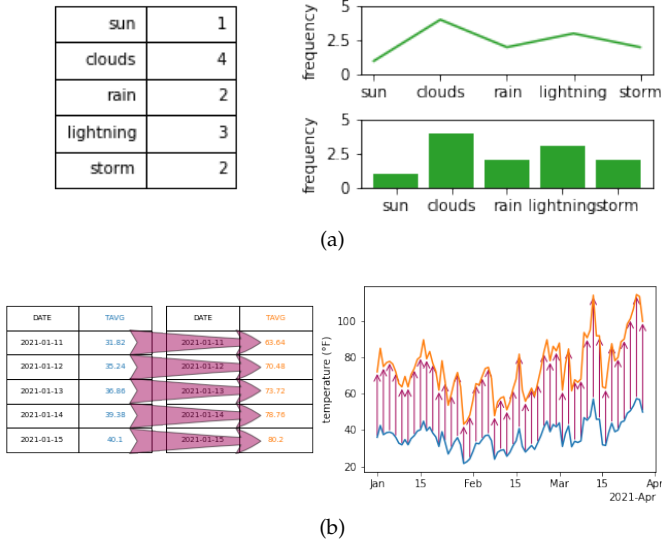 sun 1
clouds 4
rain 2
lightning 3
storm 2
frequency
5
2.5
0
sun clouds rain lightning storm
frequency
5
2.5
0
sun clouds rain lightning storm
(a)
DATE TAVG DATE TAVG
2021-01-11 31.82 2021-01-11 63.64
2021-01-12 35.24 2021-01-12 70.48
2021-01-13 36.86 2021-01-13 73.72
2021-01-14 39.38 2021-01-14 78.76
2021-01-15 40.1 2021-01-15 80.2
temperature (°F)
100
80
60
40
20
Jan 15 Feb 15 Mar 15 Apr
2021-Apr
(b)